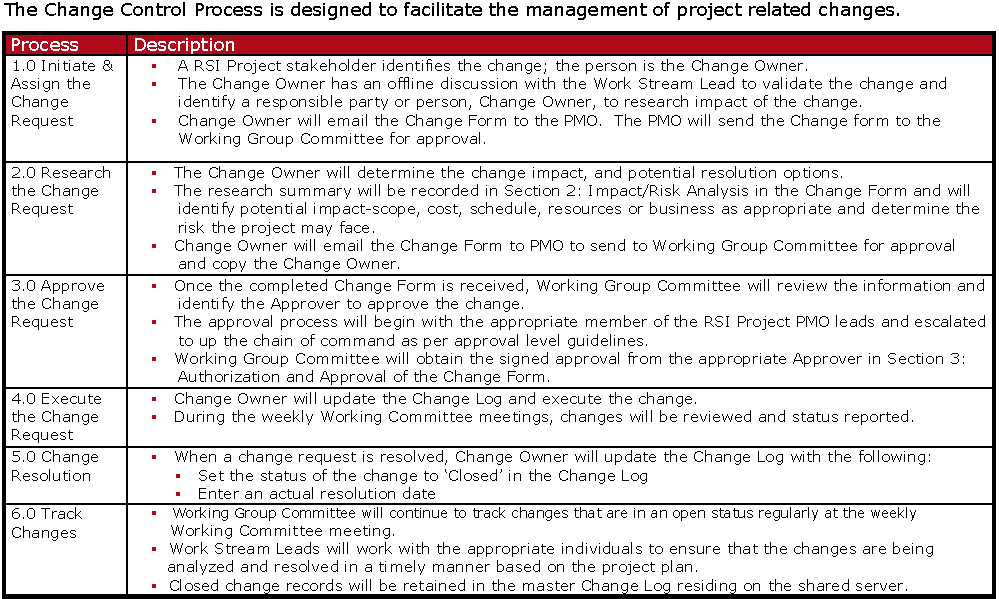 The Change Control Process is designed to facilitate the management of project related changes.
Process
Description
1.0 Initiate &
Assign the
Change
Request
▪ A RSI Project stakeholder identifies the change; the person is the Change Owner.
▪ The Change Owner has an offline discussion with the Work Stream Lead to validate the change and
identify a responsible party or person, Change Owner, to research impact of the change.
▪ Change Owner will email the Change Form to the PMO. The PMO will send the Change form to the
Working Group Committee for approval.
2.0 Research
the Change
Request
▪ The Change Owner will determine the change impact, and potential resolution options.
▪ The research summary will be recorded in Section 2: Impact/Risk Analysis in the Change Form and will
identify potential impact-scope, cost, schedule, resources or business as appropriate and determine the
risk the project may face.
▪ Change Owner will email the Change Form to PMO to send to Working Group Committee for approval
and copy the Change Owner.
3.0 Approve
the Change
Request
▪ Once the completed Change Form is received, Working Group Committee will review the information and
identify the Approver to approve the change.
▪ The approval process will begin with the appropriate member of the RSI Project PMO leads and escalated
to up the chain of command as per approval level guidelines.
▪ Working Group Committee will obtain the signed approval from the appropriate Approver in Section 3:
Authorization and Approval of the Change Form.
4.0 Execute
the Change
Request
▪ Change Owner will update the Change Log and execute the change.
▪ During the weekly Working Committee meetings, changes will be reviewed and status reported.
5.0 Change
Resolution
▪ When a change request is resolved, Change Owner will update the Change Log with the following:
▪ Set the status of the change to ‘Closed’ in the Change Log
▪ Enter an actual resolution date
6.0 Track
Changes
▪ Working Group Committee will continue to track changes that are in an open status regularly at the weekly
Working Committee meeting.
▪ Work Stream Leads will work with the appropriate individuals to ensure that the changes are being
analyzed and resolved in a timely manner based on the project plan.
▪ Closed change records will be retained in the master Change Log residing on the shared server.